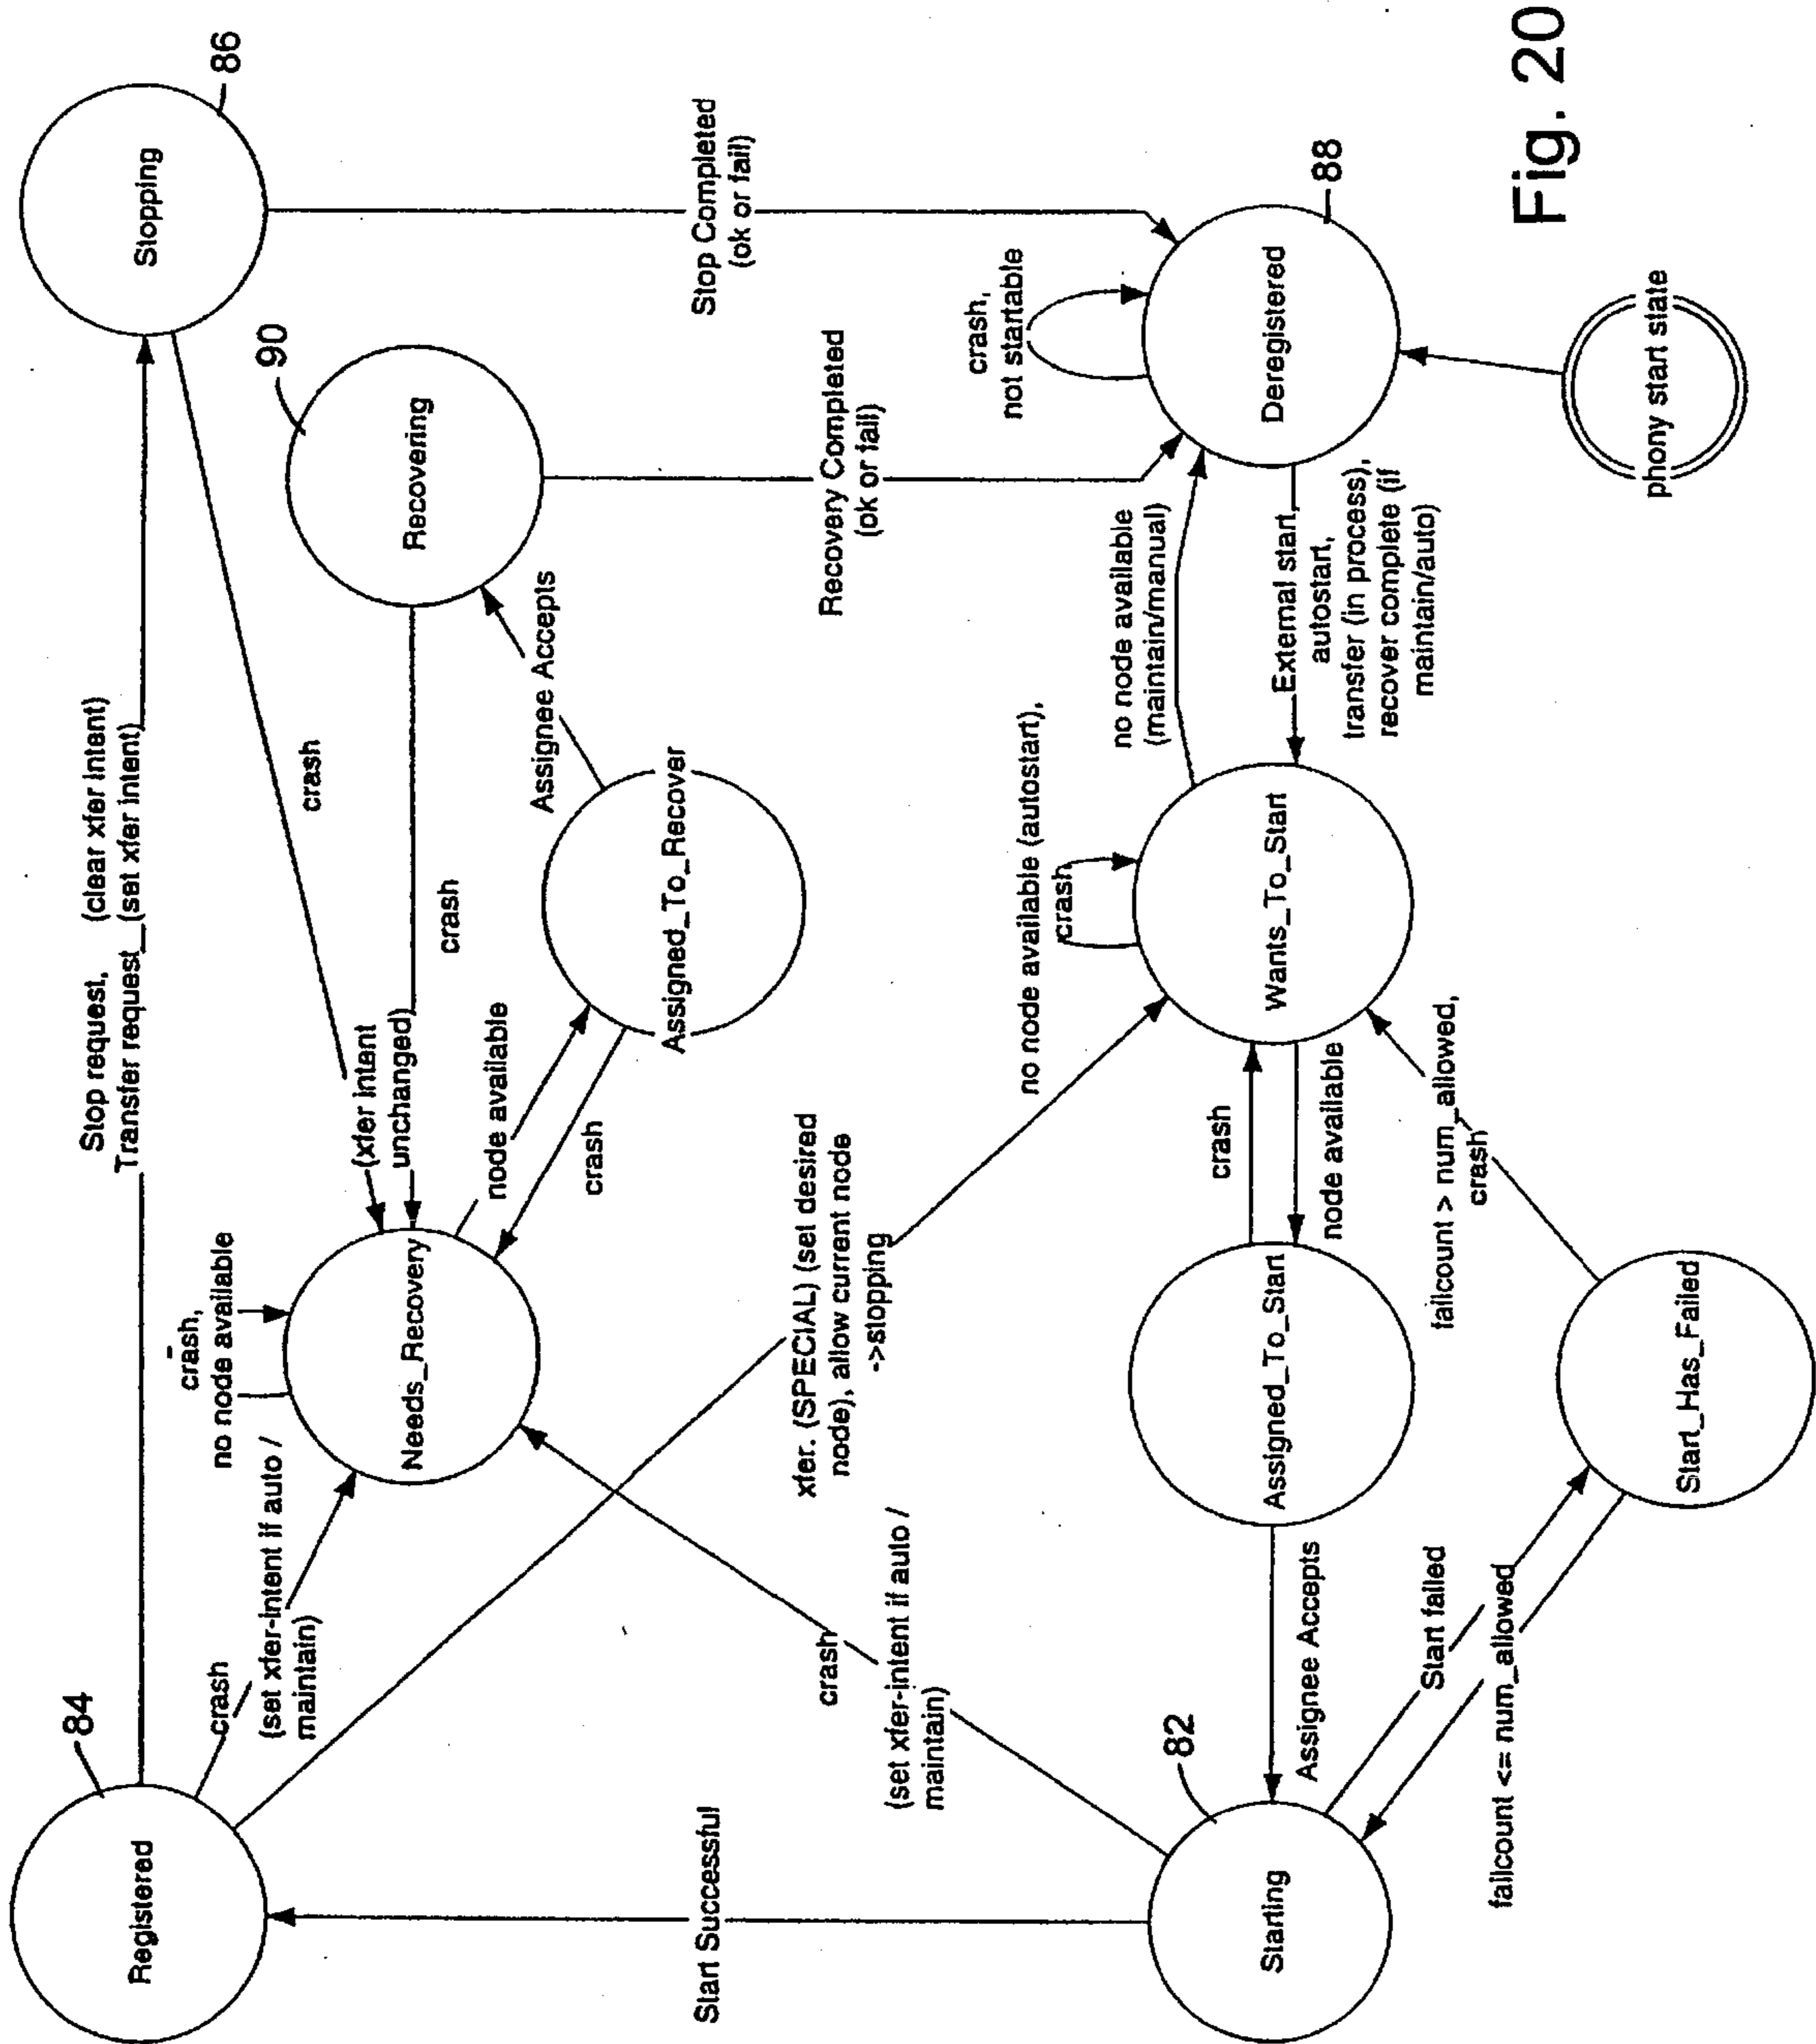 84
Registered
Stop request, (clear xfer intent)
Transfer request (set xfer intent)
Stopping
86
crash
(set xfer-intent if auto /
maintain)
crash,
no node available
Needs_Recovery
(xfer intent
unchanged)
crash
crash
90
Recovering
node available
crash
Assigned_To_Recover
Assignee Accepts
Stop Completed
(ok or fail)
Recovery Completed
(ok or fail)
Start Successful
crash
(set xfer-intent if auto /
maintain)
xfer. (SPECIAL) (set desired
node), allow current node
->stopping
no node available (autostart),
crash
no node available
(maintain/manual)
crash,
not startable
82
Starting
Assignee Accepts
Assigned_To_Start
crash
node available
Wants_To_Start
External start,
autostart,
transfer (in process),
recover complete (if
maintain/auto)
Deregistered
88
failcount <= num_allowed
Start failed
Start_Has_Failed
failcount > num_allowed,
crash
phony start state
Fig. 20